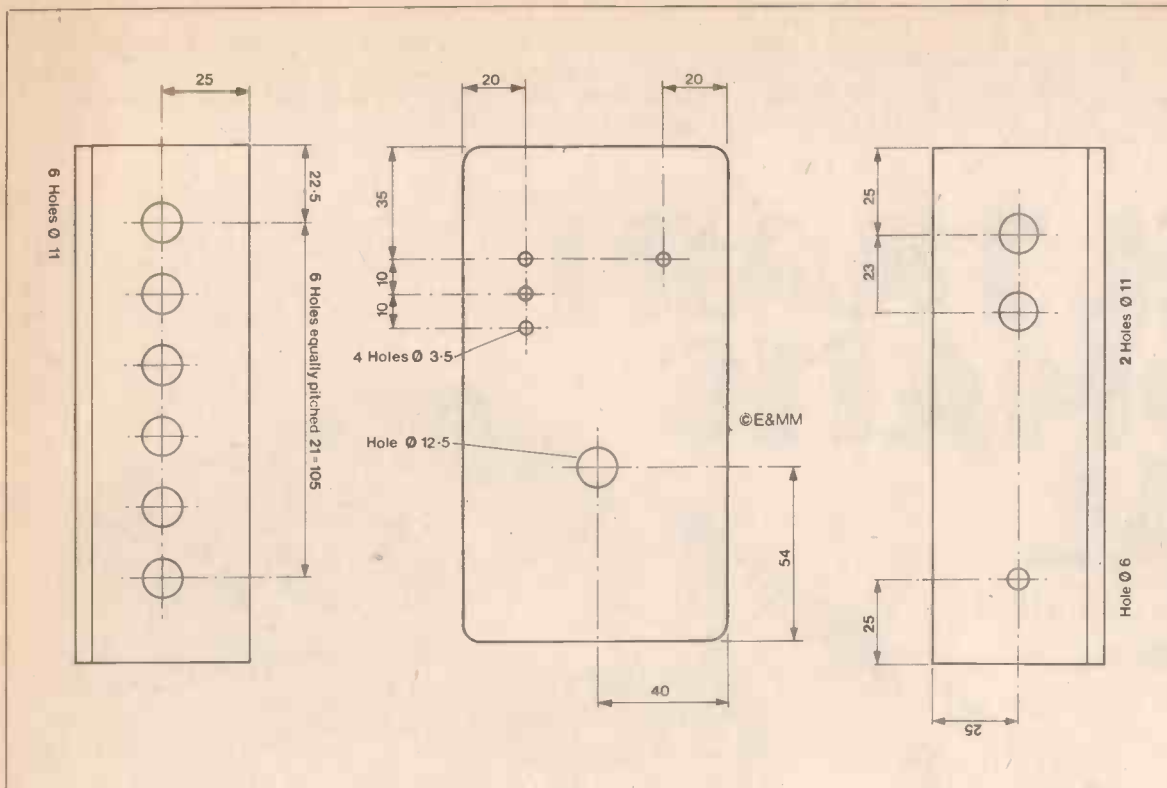 25
22·5
6 Holes Ø 11
6 Holes equally pitched 21=105
20
20
35
10
10
4 Holes Ø 3·5
Hole Ø 12·5
©E&MM
54
40
25
23
2 Holes Ø 11
Hole Ø 6
25
25